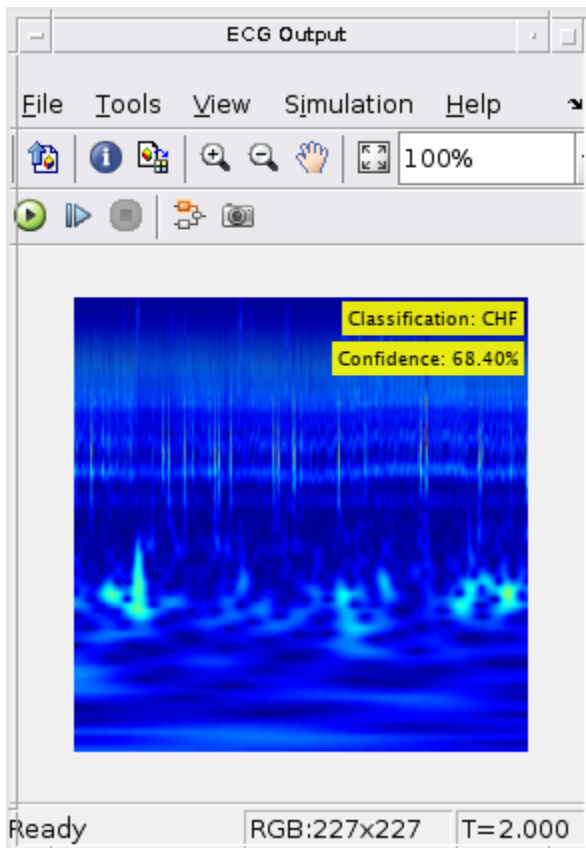 ECG Output
File Tools View Simulation Help
100%
Classification: CHF
Confidence: 68.40%
Ready RGB:227x227 T=2.000